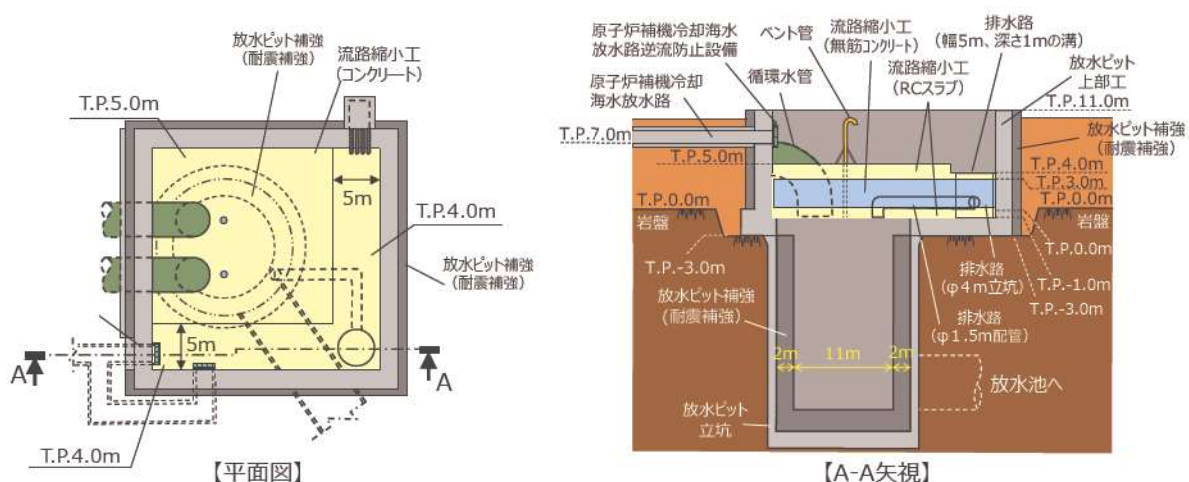 放水ピット補強
(耐震補強)
流路縮小工
(コンクリート)
T.P.5.0m
5m
T.P.4.0m
放水ピット補強
(耐震補強)
5m
A
A
T.P.4.0m
【平面図】
原子炉補機冷却海水
放水路逆流防止設備
ベント管
流路縮小工
(無筋コンクリート)
排水路
(幅5m、深さ1mの溝)
原子炉補機冷却
海水放水路
循環水管
流路縮小工
(RCスラブ)
放水ピット
上部工
T.P.11.0m
T.P.7.0m
放水ピット補強
(耐震補強)
T.P.5.0m
T.P.4.0m
T.P.3.0m
T.P.0.0m
T.P.0.0m
岩盤
岩盤
T.P.0.0m
T.P.-3.0m
排水路
(φ4m立坑)
T.P.-1.0m
T.P.-3.0m
放水ピット補強
(耐震補強)
排水路
(φ1.5m配管)
2m
11m
2m
放水池へ
放水ピット
立坑
【A-A矢視】